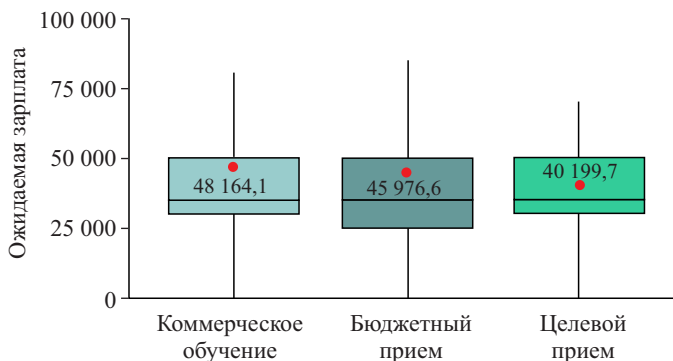 100 000
75 000
50 000
25 000
0
Ожидаемая зарплата
48 164,1
45 976,6
40 199,7
Коммерческое
обучение
Бюджетный
прием
Целевой
прием